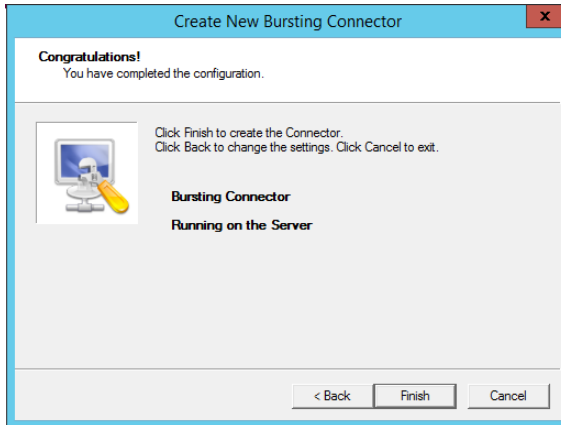 Create New Bursting Connector
x
Congratulations!
You have completed the configuration.
Click Finish to create the Connector.
Click Back to change the settings. Click Cancel to exit.
Bursting Connector
Running on the Server
< Back
Finish
Cancel